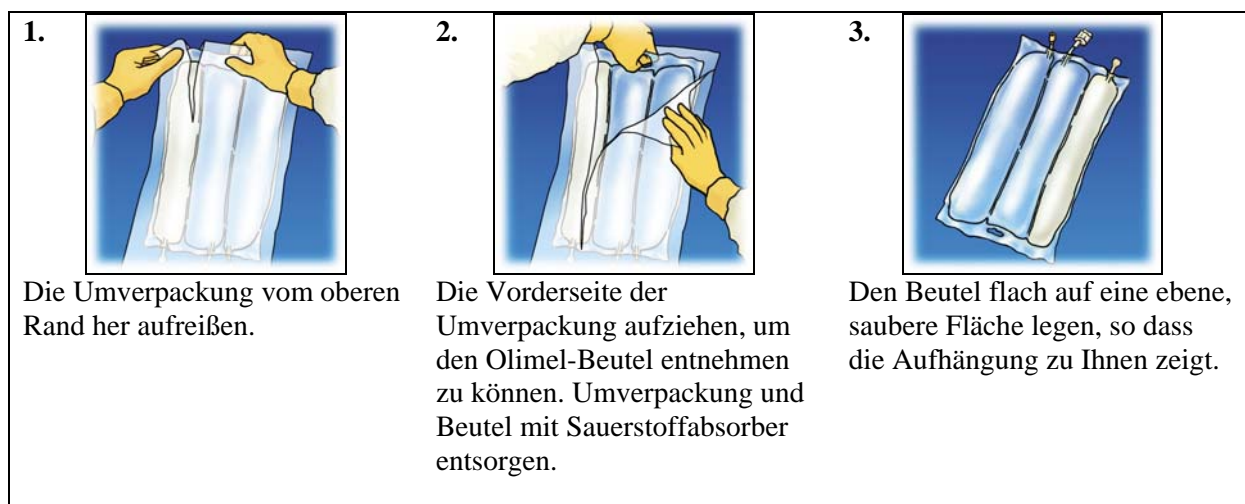 1.
Die Umverpackung vom oberen
Rand her aufreißen.
2.
Die Vorderseite der
Umverpackung aufziehen, um
den Olimel-Beutel entnehmen
zu können. Umverpackung und
Beutel mit Sauerstoffabsorber
entsorgen.
3.
Den Beutel flach auf eine ebene,
saubere Fläche legen, so dass
die Aufhängung zu Ihnen zeigt.